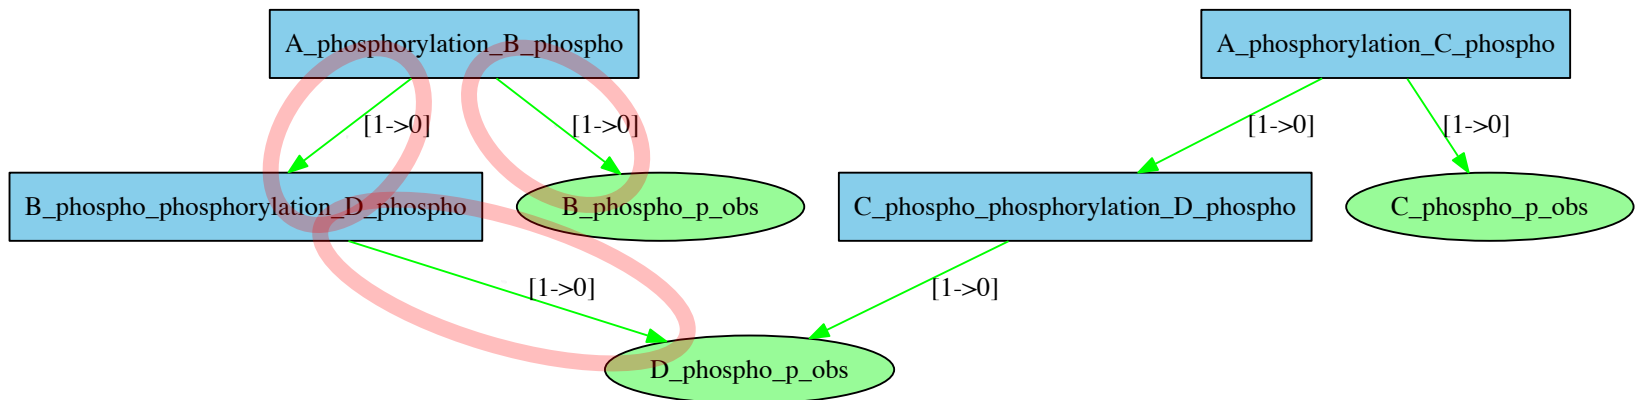 A_phosphorylation_B_phospho
A_phosphorylation_C_phospho
[1->0]
[1->0]
[1->0]
[1->0]
B_phospho_phosphorylation_D_phospho
B_phospho_p_obs
C_phospho_phosphorylation_D_phospho
C_phospho_p_obs
[1->0]
[1->0]
D_phospho_p_obs